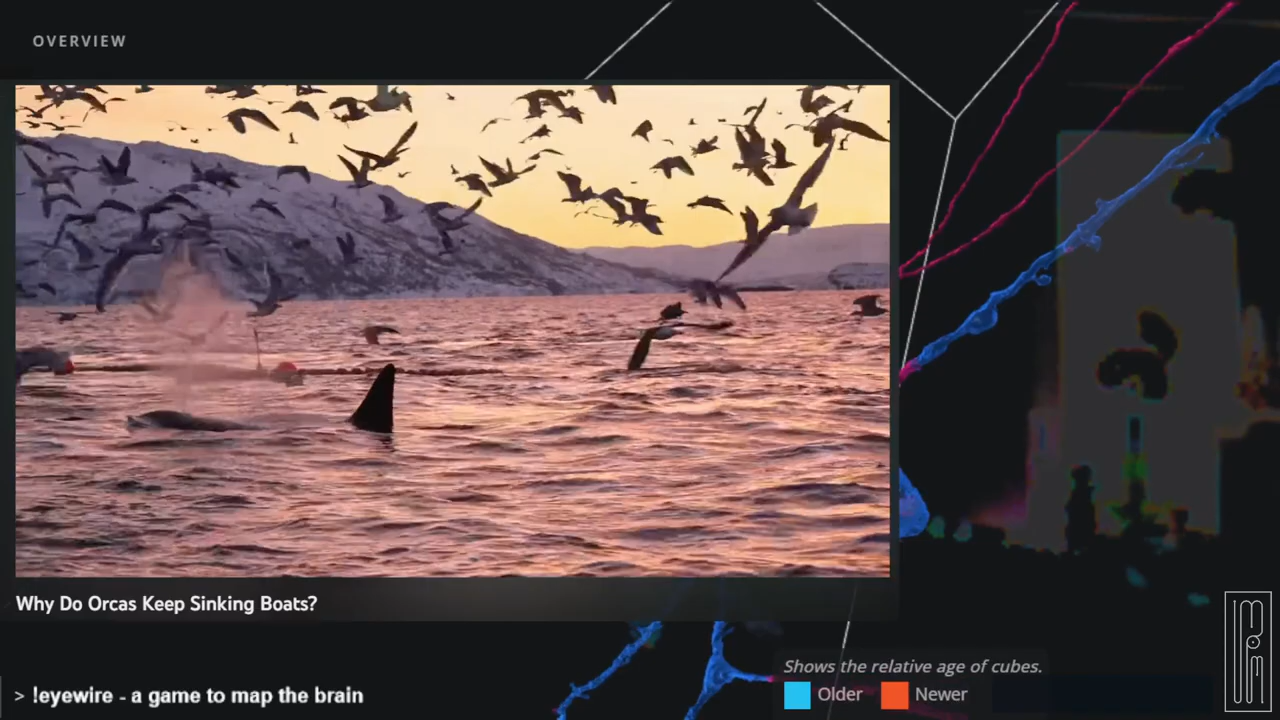 OVERVIEW
Why Do Orcas Keep Sinking Boats?
> !eyewire - a game to map the brain
Shows the relative age of cubes.
Older Newer